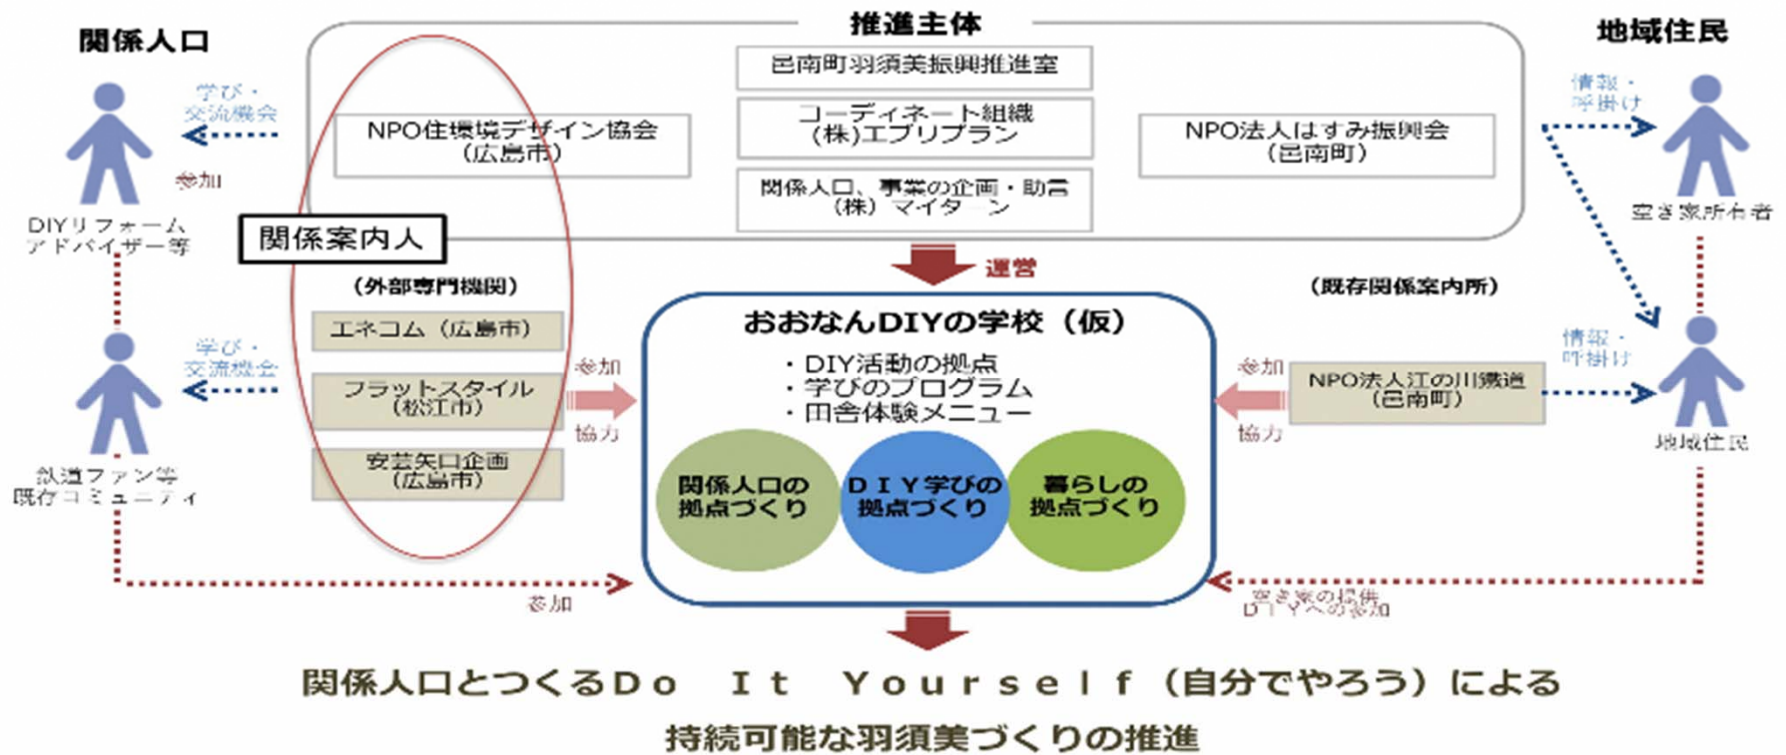 関係人口
推進主体
地域住民
邑南町羽須美振興推進室
コーディネート組織
(株)エブリプラン
関係人口、事業の企画・助言
（株）マイターン
NPO住環境デザイン協会
（広島市）
NPO法人はすみ振興会
（邑南町）
学び・
交流機会
参加
DIYリフォーム
アドバイザー等
情報・
呼掛け
空き家所有者
関係案内人
運営
（外部専門機関）
エネコム（広島市）
フラットスタイル
（松江市）
安芸矢口企画
（広島市）
学び・
交流機会
鉄道ファン等
既存コミュニティ
参加
協力
おおなんDIYの学校（仮）
・DIY活動の拠点
・学びのプログラム
・田舎体験メニュー
関係人口の
拠点づくり
ＤＩＹ学びの
拠点づくり
暮らしの
拠点づくり
（既存関係案内所）
参加
協力
NPO法人江の川鐵道
（邑南町）
情報・
呼掛け
地域住民
参加
空き家の提供
ＤＩＹへの参加
関係人口とつくるＤｏ　Ｉｔ　Ｙｏｕｒｓｅｌｆ（自分でやろう）による
持続可能な羽須美づくりの推進